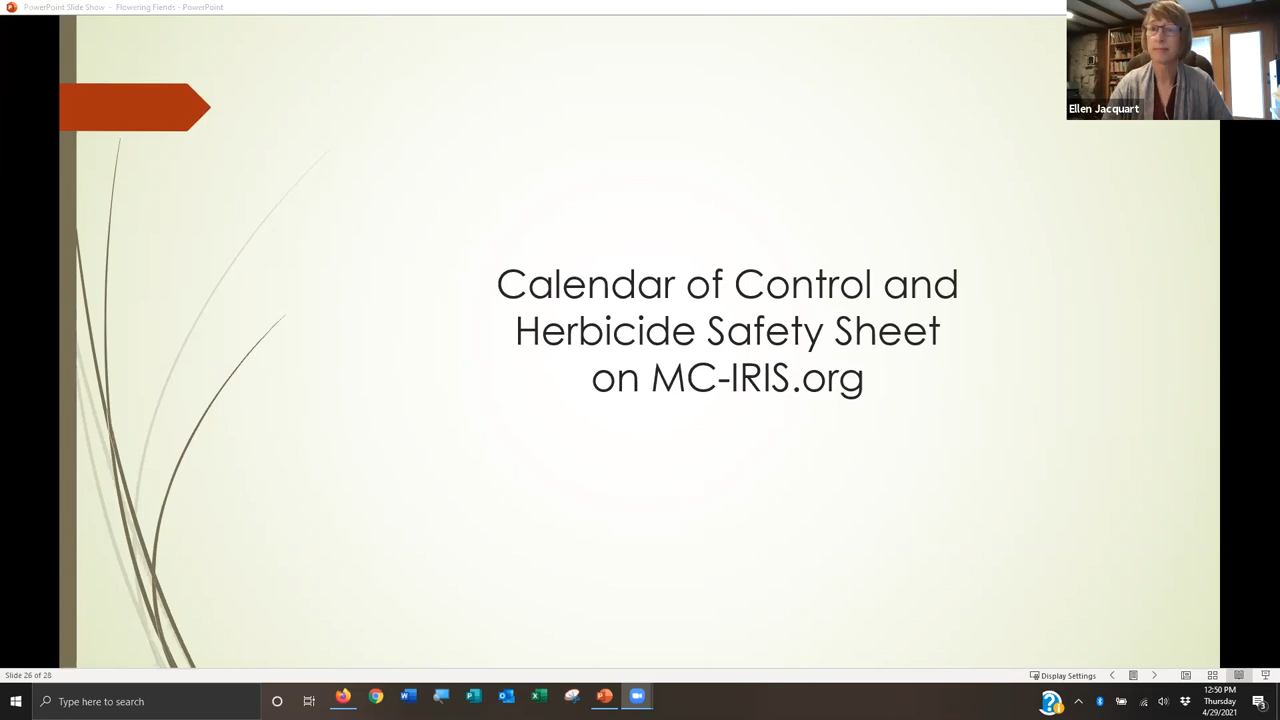 PowerPoint Slide Show - Flowering Fiends - PowerPoint
Ellen Jacquart
Calendar of Control and
Herbicide Safety Sheet
on MC-IRIS.org
Slide 26 of 28
Display Settings
Type here to search
12:50 PM
Thursday
4/29/2021
3